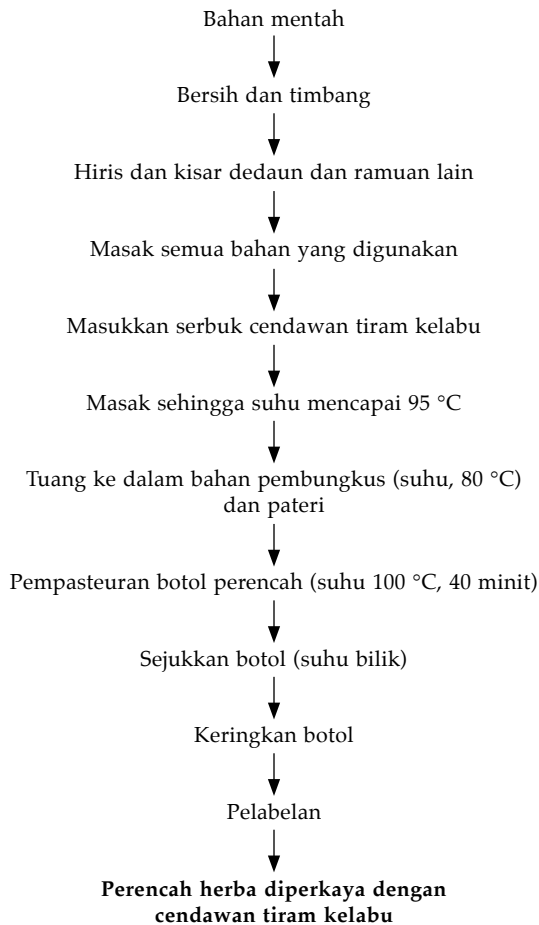 Bahan mentah
Bersih dan timbang
Hiris dan kisar dedaun dan ramuan lain
Masak semua bahan yang digunakan
Masukkan serbuk cendawan tiram kelabu
Masak sehingga suhu mencapai 95 °C
Tuang ke dalam bahan pembungkus (suhu, 80 °C)
dan pateri
Pempasteuran botol perencah (suhu 100 °C, 40 minit)
Sejukkan botol (suhu bilik)
Keringkan botol
Pelabelan
Perencah herba diperkaya dengan
cendawan tiram kelabu